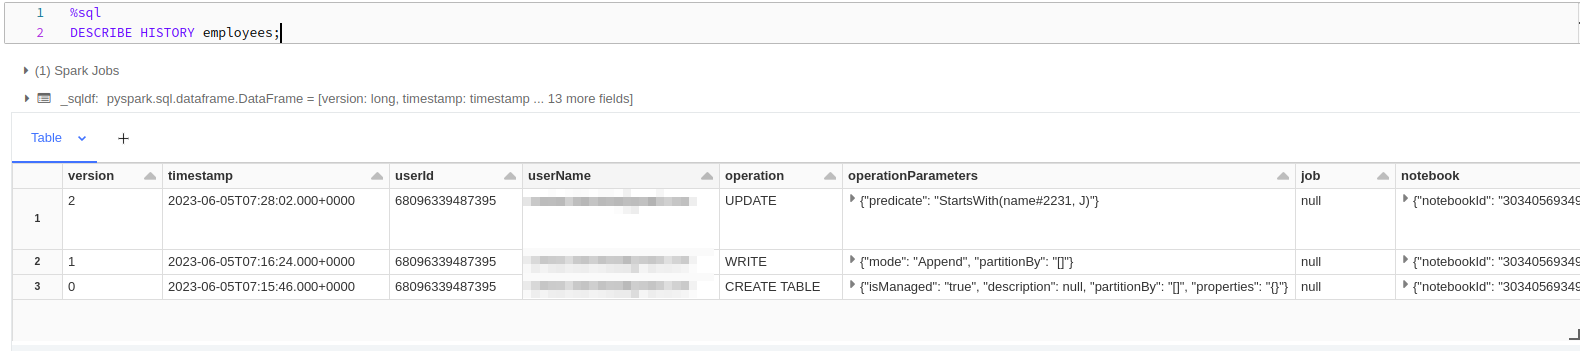 1 %sql
2 DESCRIBE HISTORY employees;
(1) Spark Jobs
_sqldf: pyspark.sql.dataframe.DataFrame = [version: long, timestamp: timestamp ... 13 more fields]
Table +
version timestamp userId userName operation operationParameters job notebook
1 2 2023-06-05T07:28:02.000+0000 68096339487395 UPDATE {"predicate": "StartsWith(name#2231, J)"} null {"notebookId": "30340569349
2 1 2023-06-05T07:16:24.000+0000 68096339487395 WRITE {"mode": "Append", "partitionBy": "[]"} null {"notebookId": "30340569349
3 0 2023-06-05T07:15:46.000+0000 68096339487395 CREATE TABLE {"isManaged": "true", "description": null, "partitionBy": "[]", "properties": "{}"} null {"notebookId": "30340569349